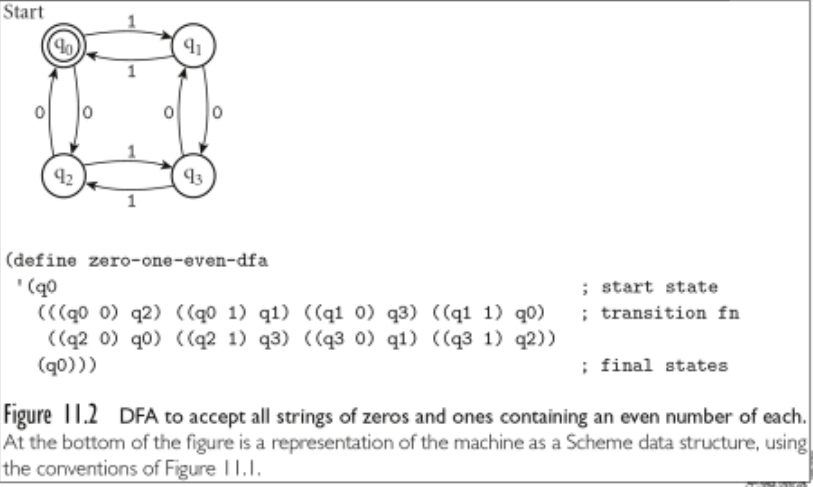 Start
1
q0 q1
1
0 0 0 0
1
q2 q3
1
(define zero-one-even-dfa
'(q0 ; start state
(((q0 0) q2) ((q0 1) q1) ((q1 0) q3) ((q1 1) q0) ; transition fn
((q2 0) q0) ((q2 1) q3) ((q3 0) q1) ((q3 1) q2))
(q0))) ; final states
Figure 11.2 DFA to accept all strings of zeros and ones containing an even number of each.
At the bottom of the figure is a representation of the machine as a Scheme data structure, using
the conventions of Figure 11.1.